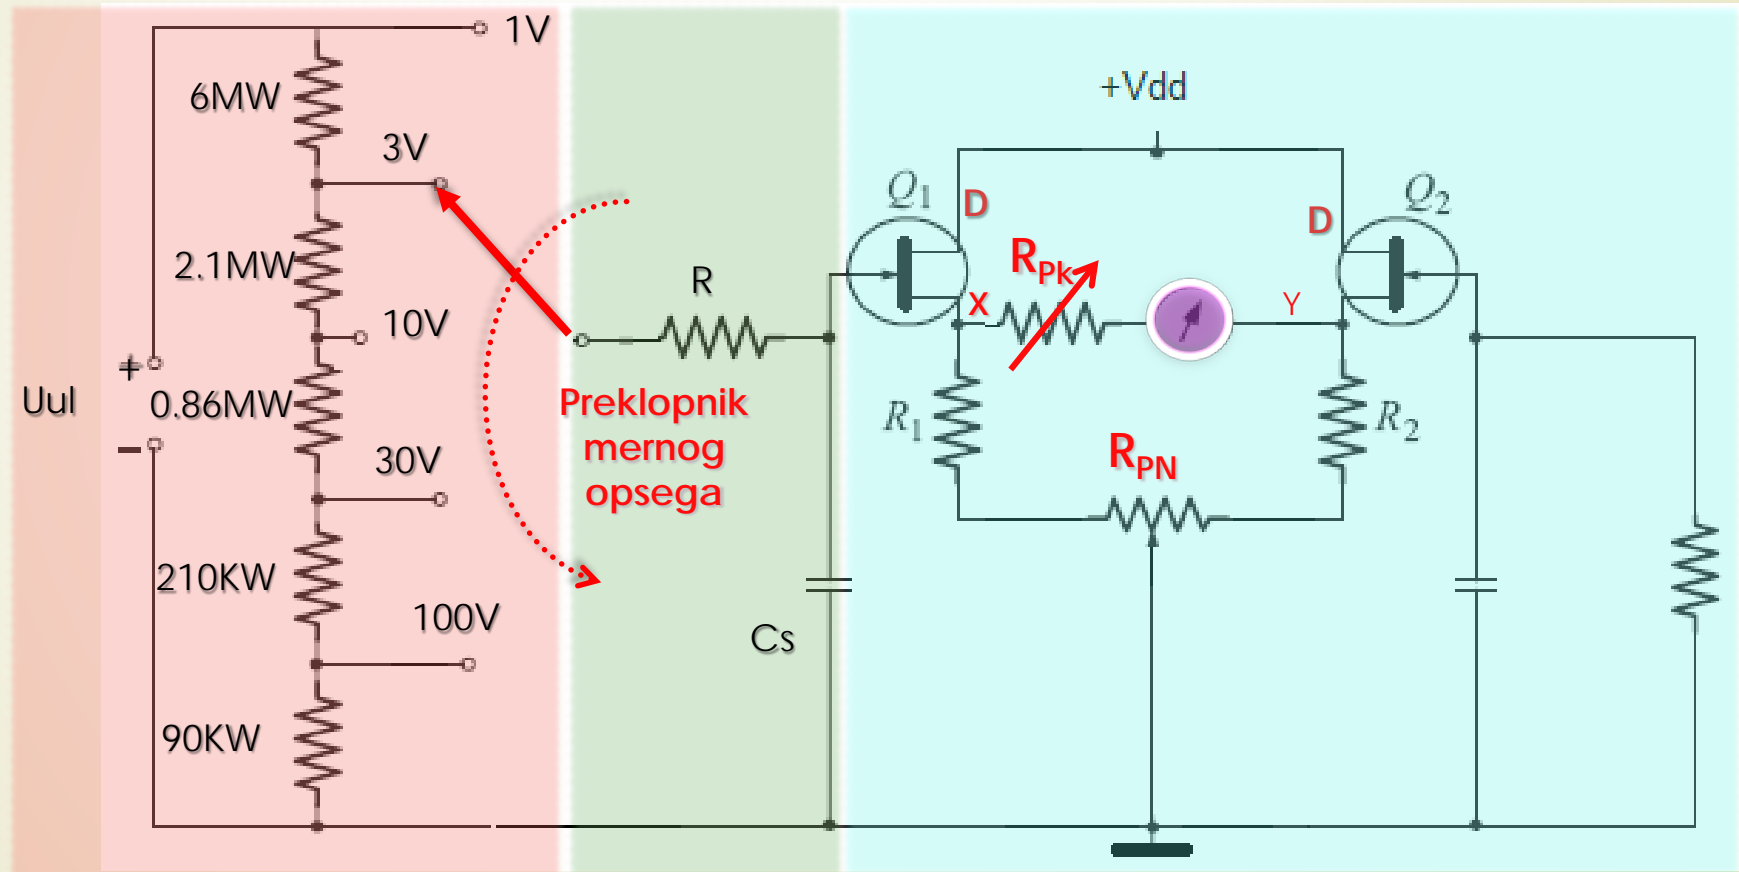 1V
6MW
3V
2.1MW
10V
Uul
+
−
0.86MW
30V
210KW
100V
90KW
R
Preklopnik
mernog
opsega
Cs
+Vdd
Q1
D
D
Q2
RPk
X
Y
R1
R2
RPN